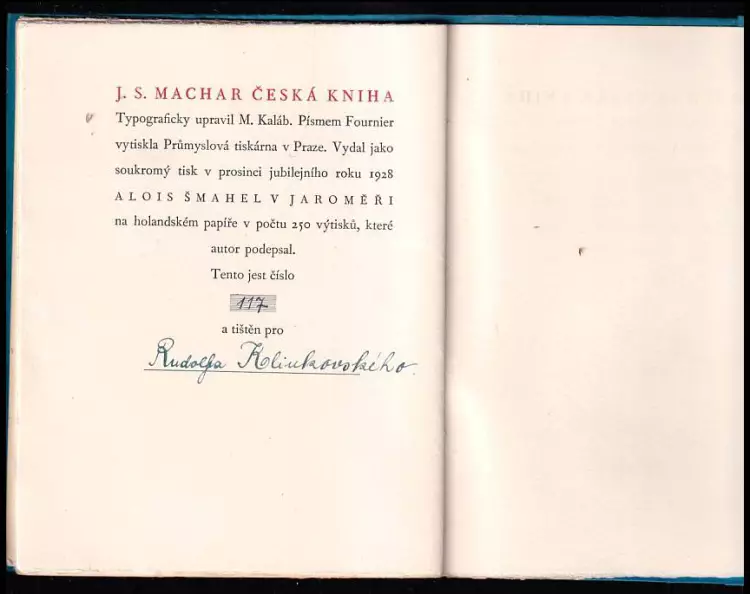 J. S. MACHAR ČESKÁ KNIHA
Typograficky upravil M. Kaláb. Písmem Fournier
vytiskla Průmyslová tiskárna v Praze. Vydal jako
soukromý tisk v prosinci jubilejního roku 1928
ALOIS ŠMAHEL V JAROMĚŘI
na holandském papíře v počtu 250 výtisků, které
autor podepsal.
Tento jest číslo
117
a tištěn pro
Rudolfa Kliukovského.